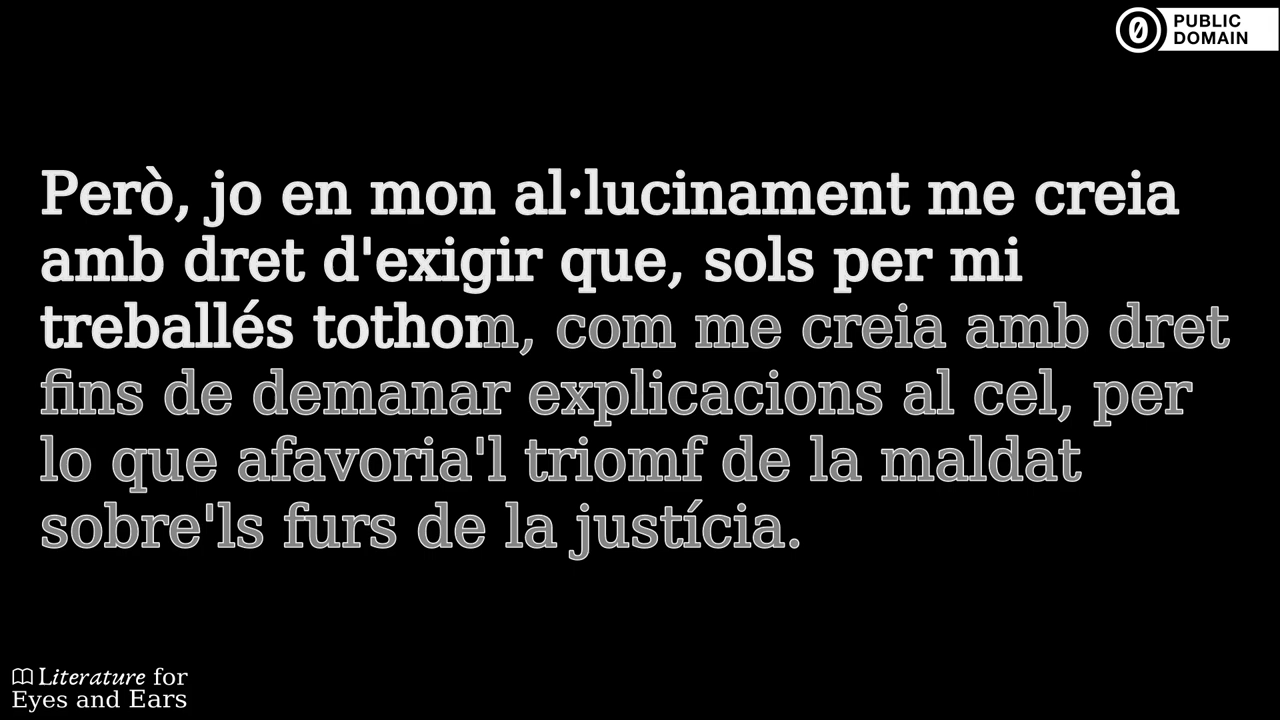 PUBLIC
DOMAIN
Però, jo en mon al·lucinament me creia
amb dret d'exigir que, sols per mi
treballés tothom, com me creia amb dret
fins de demanar explicacions al cel, per
lo que afavoria'l triomf de la maldat
sobre'ls furs de la justícia.
Literature for
Eyes and Ears